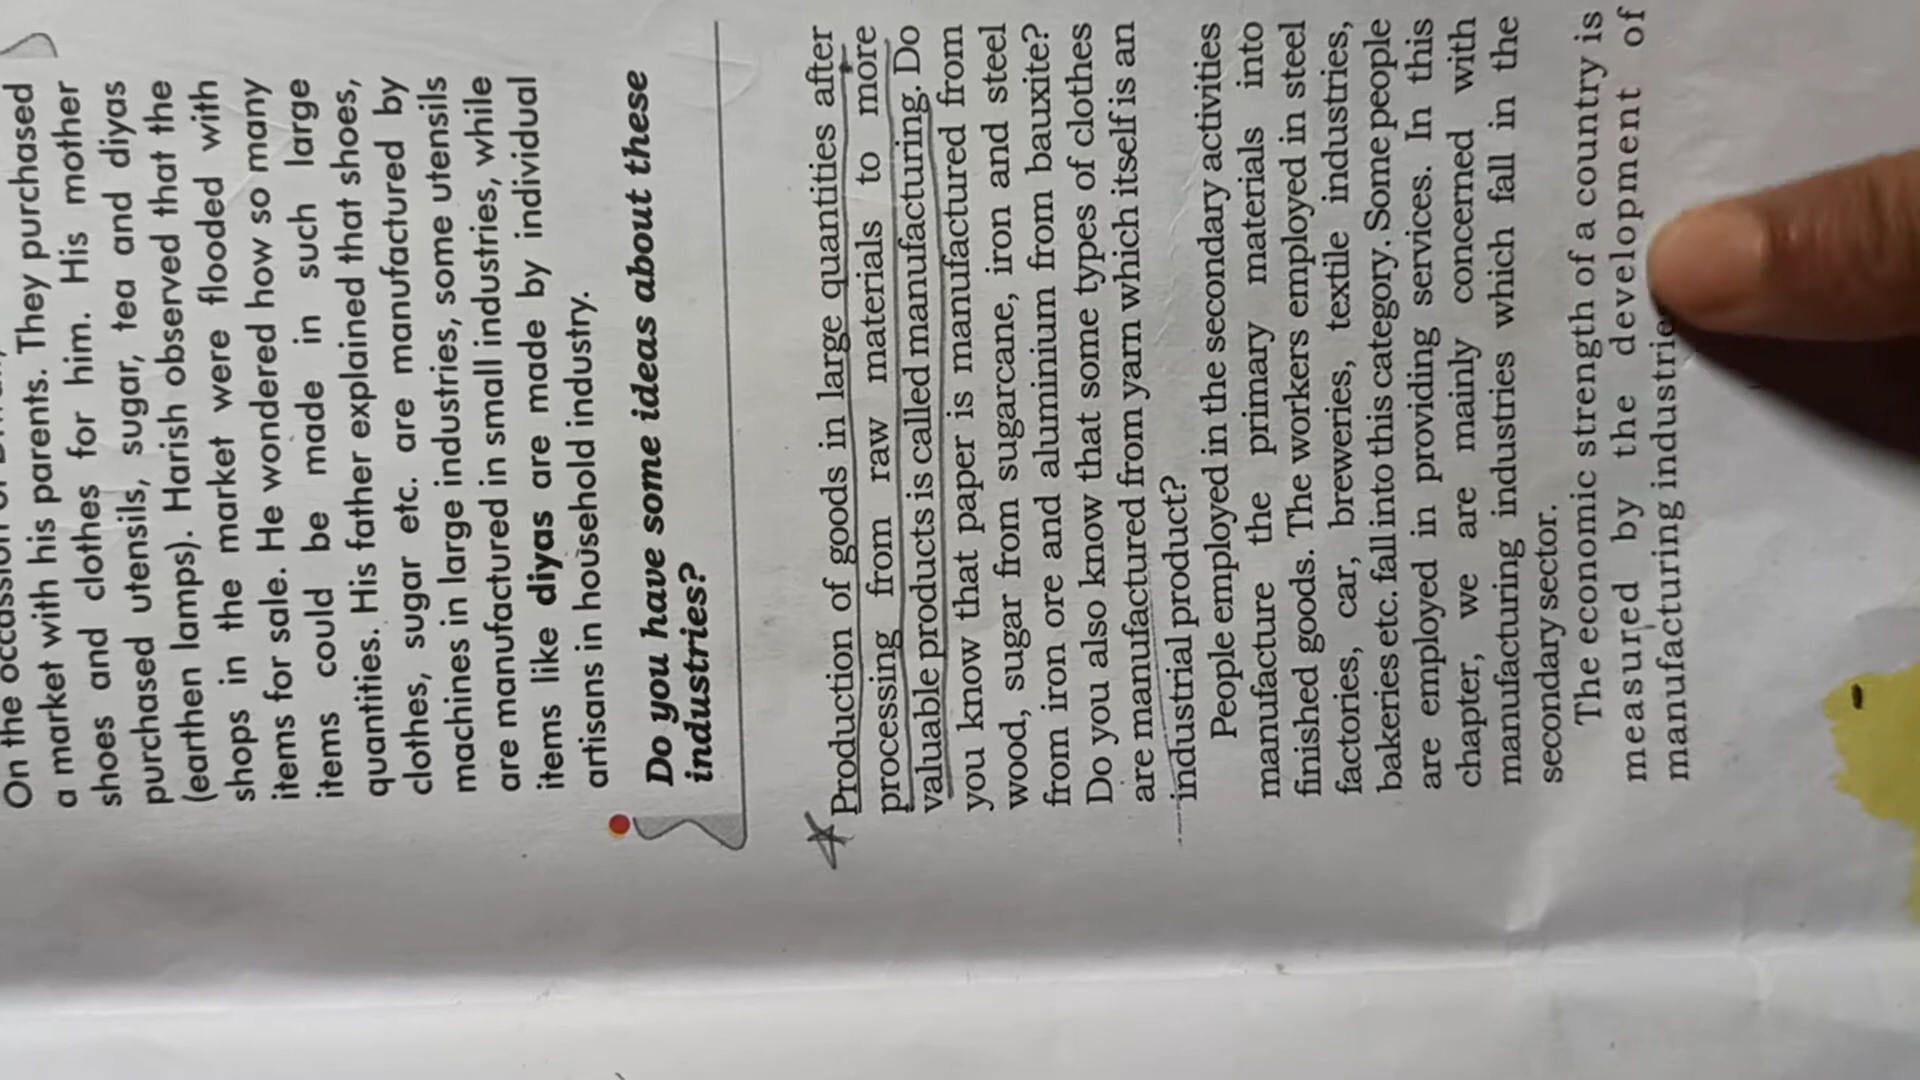 On the
a market with his parents. They purchased
shoes and clothes for him. His mother
purchased utensils, sugar, tea and diyas
(earthen lamps). Harish observed that the
shops in the market were flooded with
items for sale. He wondered how so many
items could be made in such large
quantities. His father explained that shoes,
clothes, sugar etc. are manufactured by
machines in large industries, some utensils
are manufactured in small industries, while
items like diyas are made by individual
artisans in household industry.
Do you have some ideas about these
industries?
Production of goods in large quantities after
processing from raw materials to more
valuable products is called manufacturing. Do
you know that paper is manufactured from
wood, sugar from sugarcane, iron and steel
from iron ore and aluminium from bauxite?
Do you also know that some types of clothes
are manufactured from yarn which itself is an
industrial product?
People employed in the secondary activities
manufacture the primary materials into
finished goods. The workers employed in steel
factories, car, breweries, textile industries,
bakeries etc. fall into this category. Some people
are employed in providing services. In this
chapter, we are mainly concerned with
manufacturing industries which fall in the
secondary sector.
The economic strength of a country is
measured by the development of
manufacturing industries